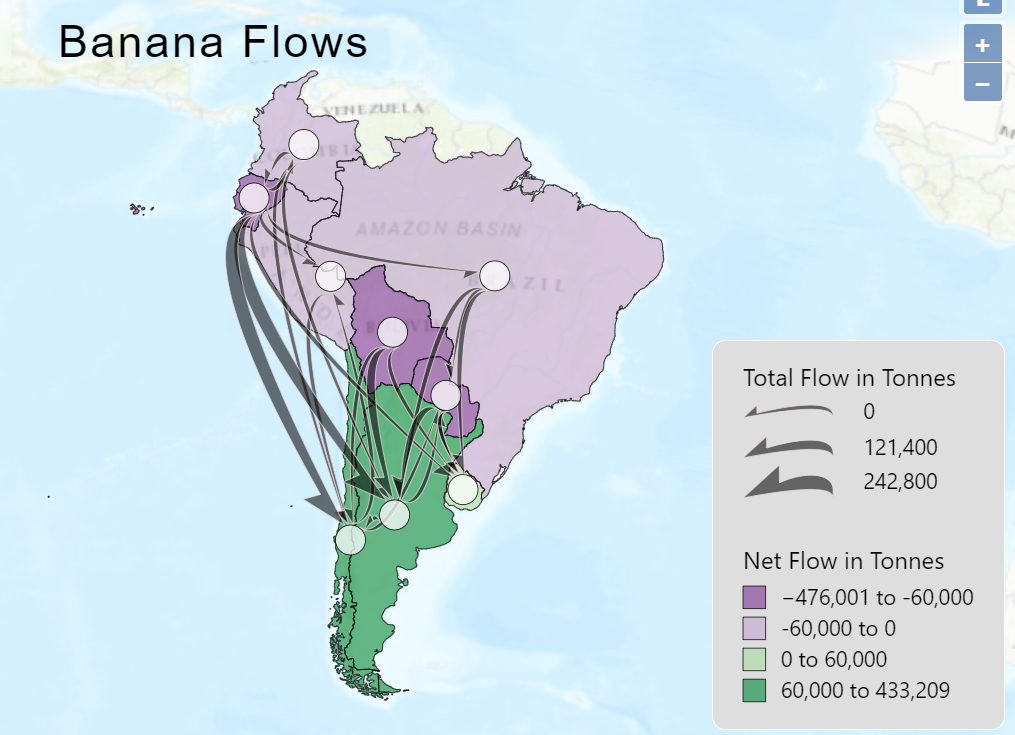 Banana Flows
+
−
VENEZUELA
AMAZON BASIN
BRAZIL
Total Flow in Tonnes
0
121,400
242,800
Net Flow in Tonnes
−476,001 to -60,000
-60,000 to 0
0 to 60,000
60,000 to 433,209